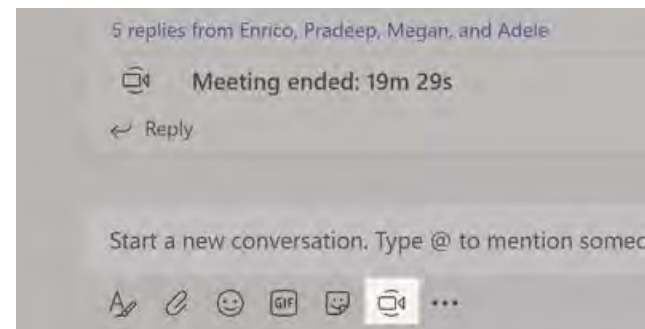 5 replies from Enrico, Pradeep, Megan, and Adele
Meeting ended: 19m 29s
Reply
Start a new conversation. Type @ to mention
GIF